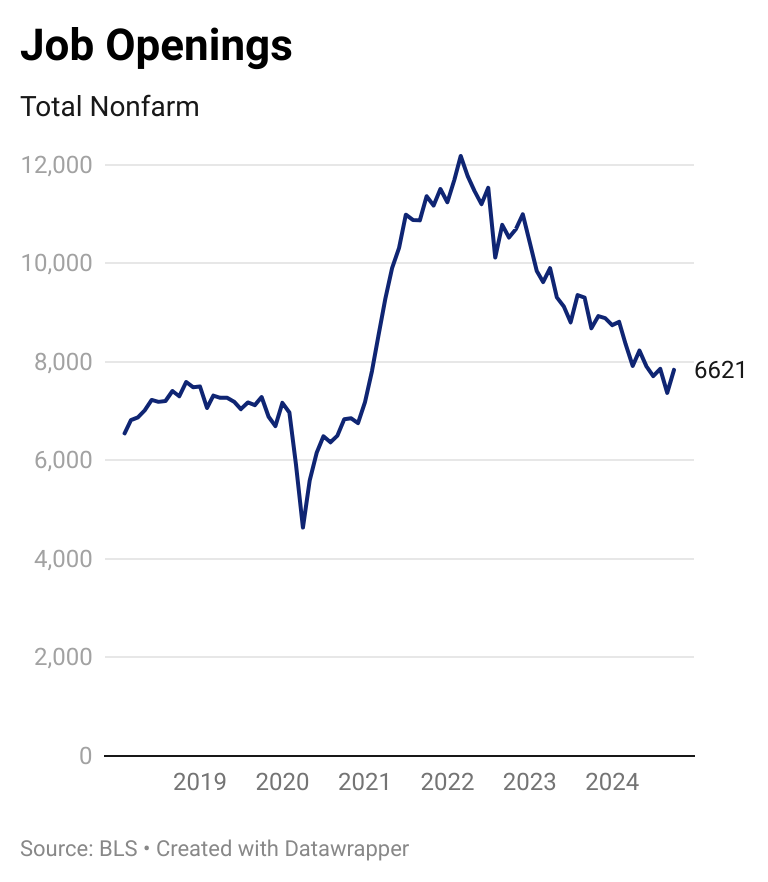 Job Openings
Total Nonfarm
12,000
10,000
8,000
6621
6,000
4,000
2,000
0
2019 2020 2021 2022 2023 2024
Source: BLS • Created with Datawrapper